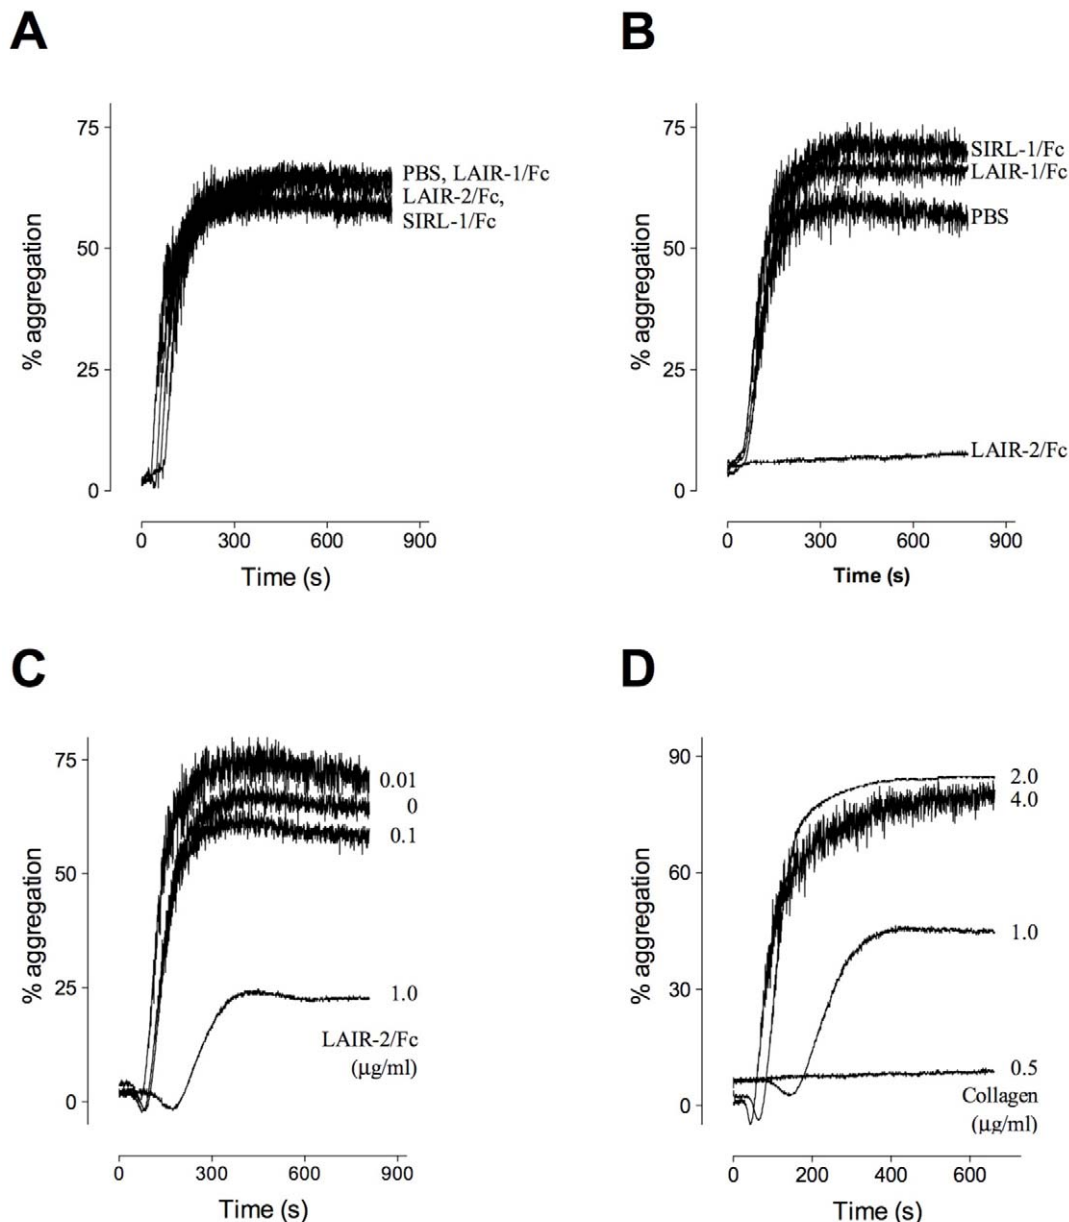 A
% aggregation
75
50
25
0
PBS, LAIR-1/Fc
LAIR-2/Fc,
SIRL-1/Fc
0 300 600 900
Time (s)
B
% aggregation
75
50
25
0
SIRL-1/Fc
LAIR-1/Fc
PBS
LAIR-2/Fc
0 300 600 900
Time (s)
C
% aggregation
75
50
25
0
0.01
0
0.1
1.0
LAIR-2/Fc
(µg/ml)
0 300 600 900
Time (s)
D
% aggregation
90
60
30
0
2.0
4.0
1.0
0.5
Collagen
(µg/ml)
0 200 400 600
Time (s)